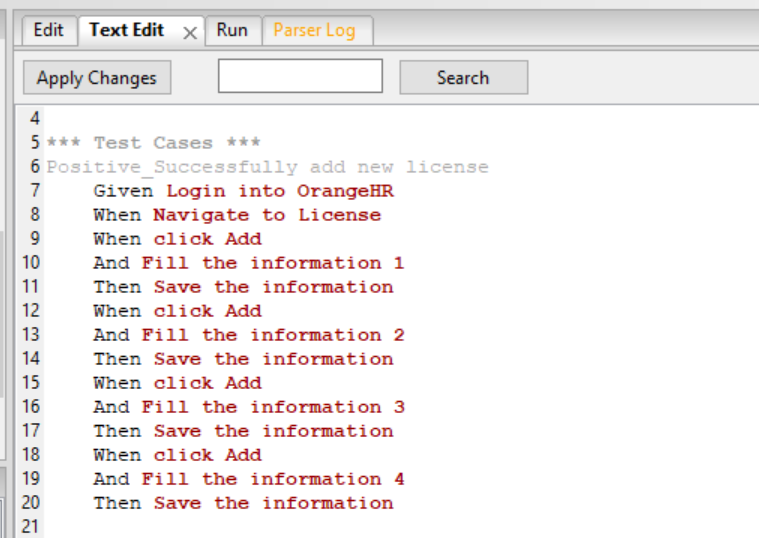 Edit Text Edit Run Parser Log
Apply Changes Search
4
5 *** Test Cases ***
6 Positive_Successfully add new license
7 Given Login into OrangeHR
8 When Navigate to License
9 When click Add
10 And Fill the information 1
11 Then Save the information
12 When click Add
13 And Fill the information 2
14 Then Save the information
15 When click Add
16 And Fill the information 3
17 Then Save the information
18 When click Add
19 And Fill the information 4
20 Then Save the information
21